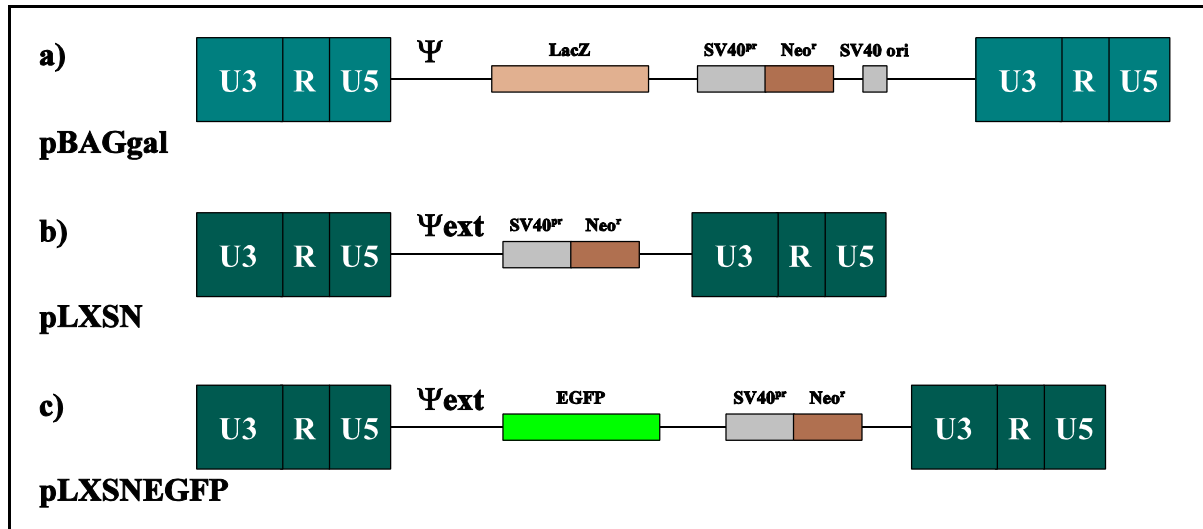 a) Ψ LacZ SV40ᵖʳ Neoʳ SV40 ori
U3 R U5 U3 R U5
pBAGgal
b) Ψext SV40ᵖʳ Neoʳ
U3 R U5 U3 R U5
pLXSN
c) Ψext EGFP SV40ᵖʳ Neoʳ
U3 R U5 U3 R U5
pLXSNEGFP